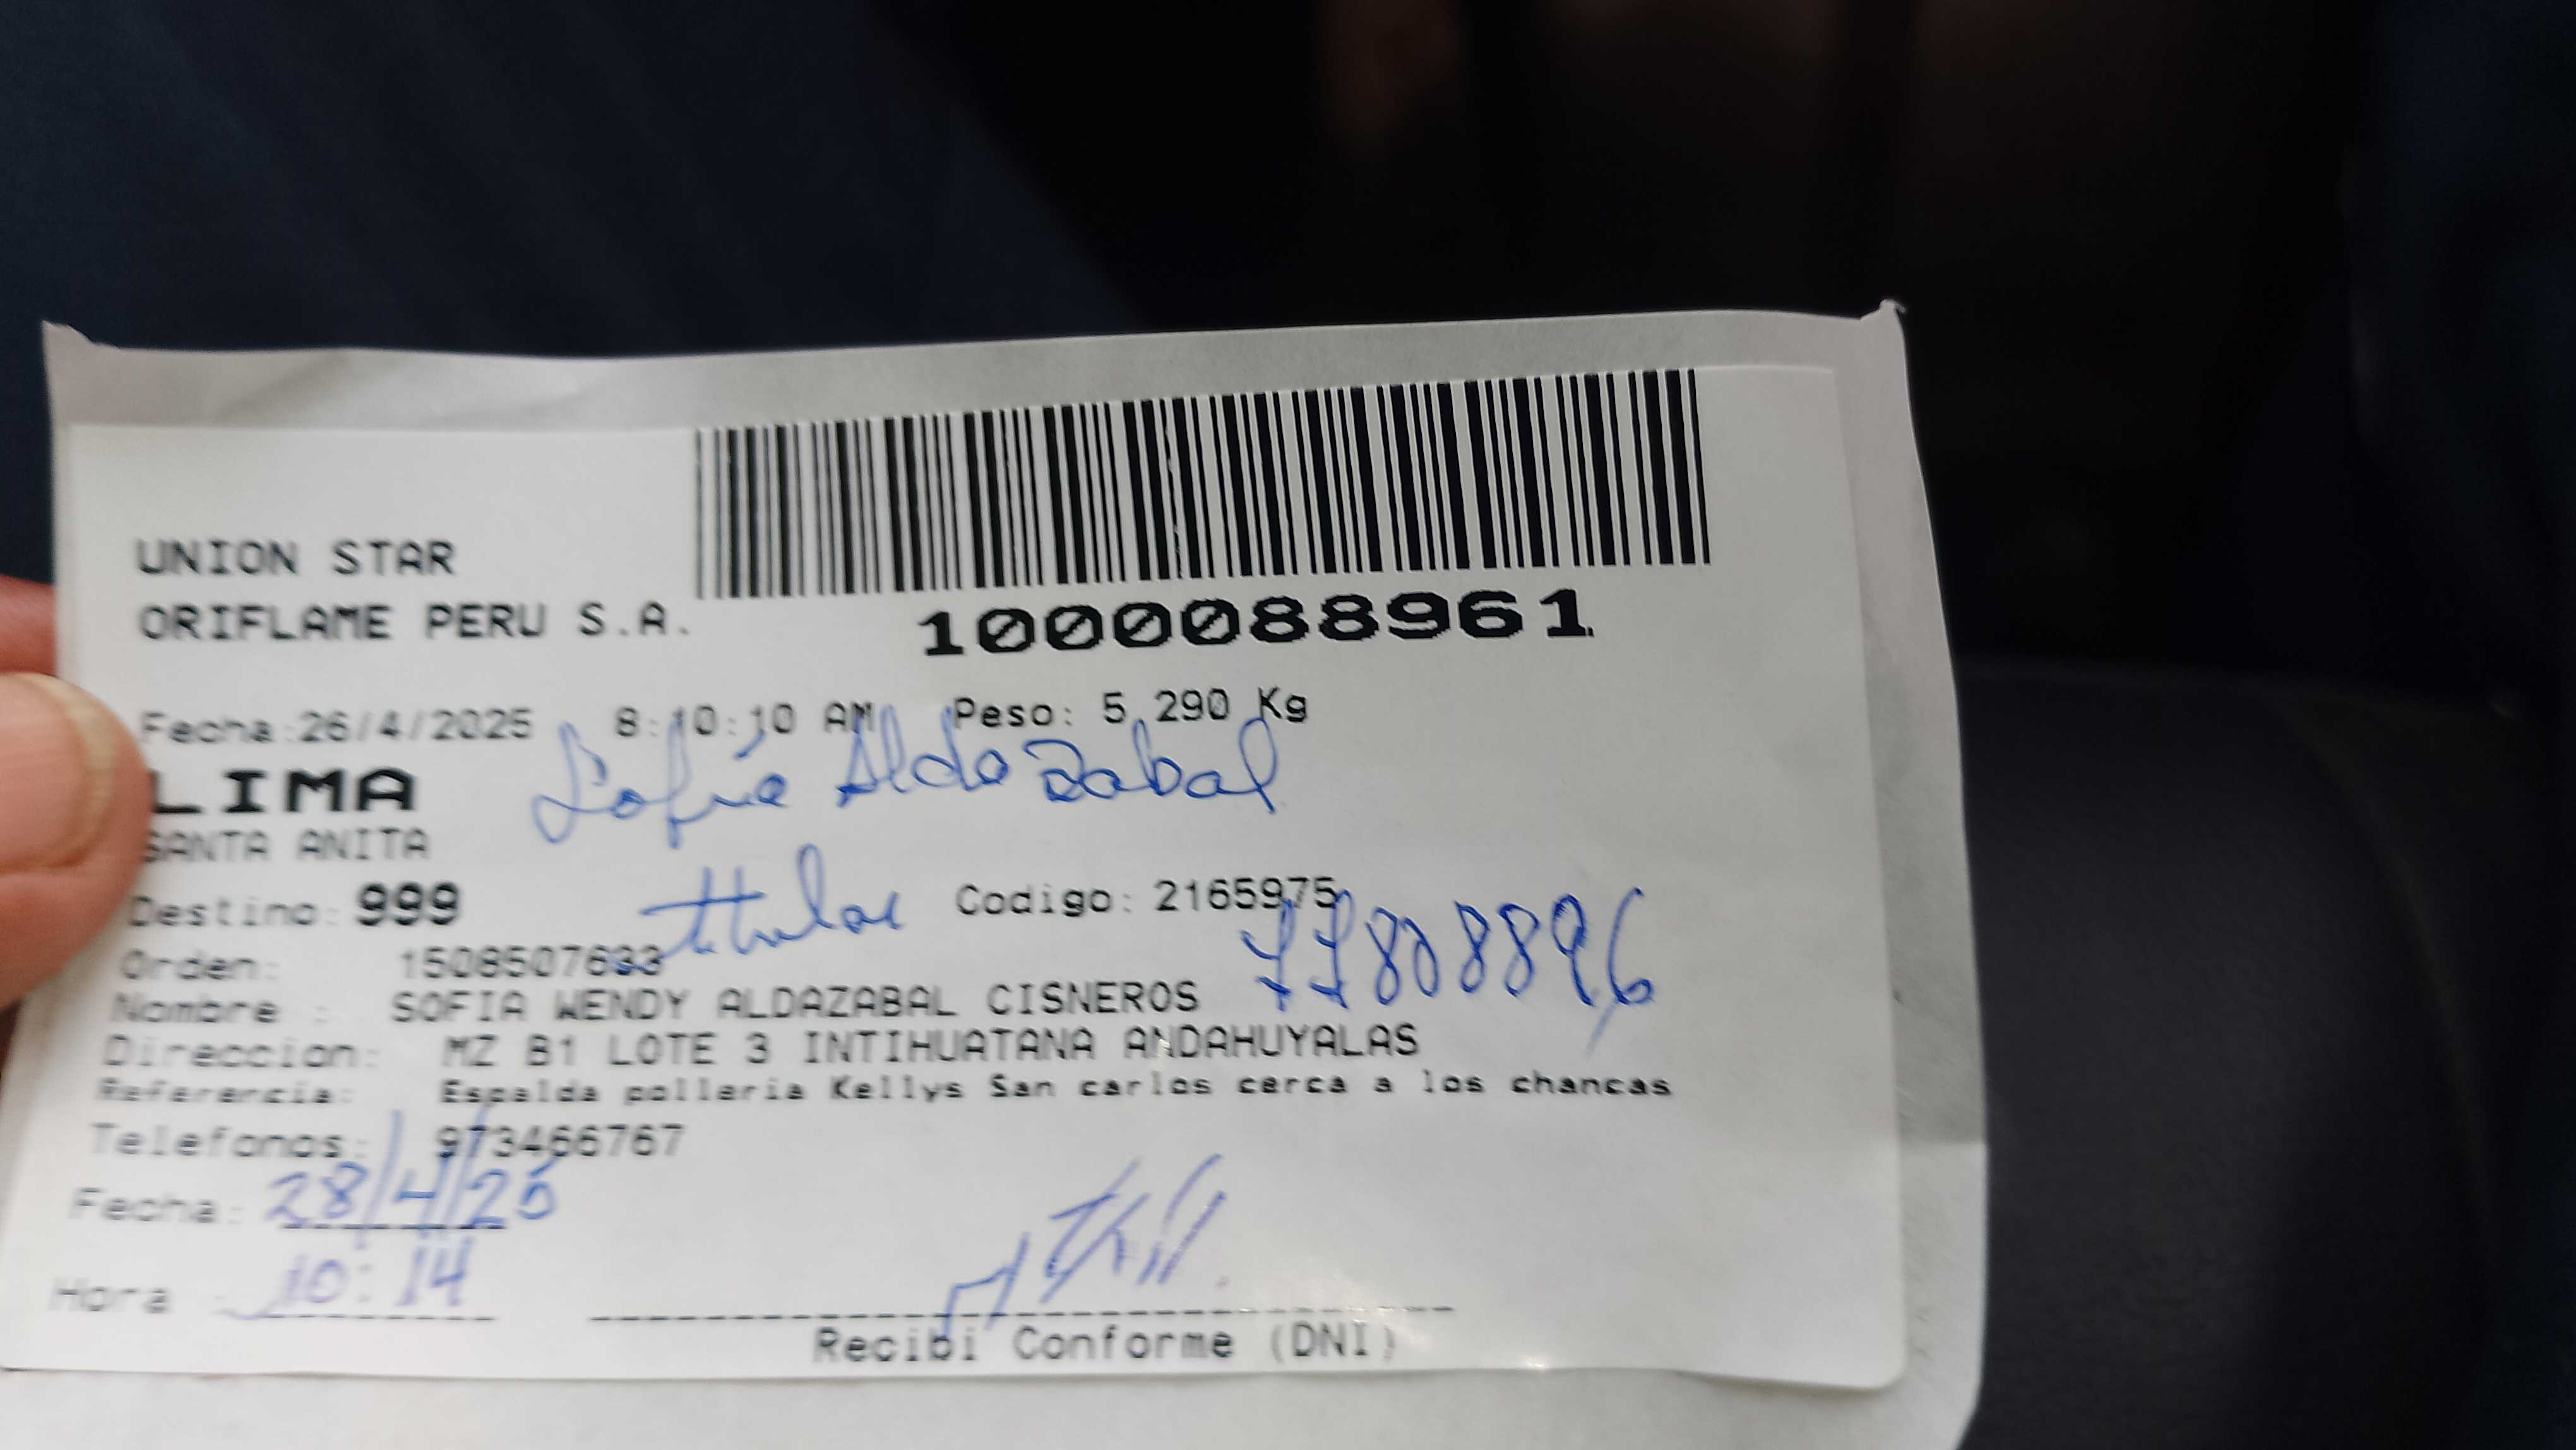 UNION STAR
ORIFLAME PERU S.A.
1000088961
Fecha:26/4/2025 8:10:10 AM Peso: 5,290 Kg
LIMA
Sofia Aldazabal
SANTA ANITA
Destino: 999 titular Codigo: 2165975
Orden: 1508507633
Nombre : SOFIA WENDY ALDAZABAL CISNEROS
Direccion: MZ B1 LOTE 3 INTIHUATANA ANDAHUYALAS
Referencia: Espalda polleria Kellys San carlos cerca a los chancas
Telefonos: 973466767
Fecha: 28/4/25
Hora : 10:14
Recibi Conforme (DNI)